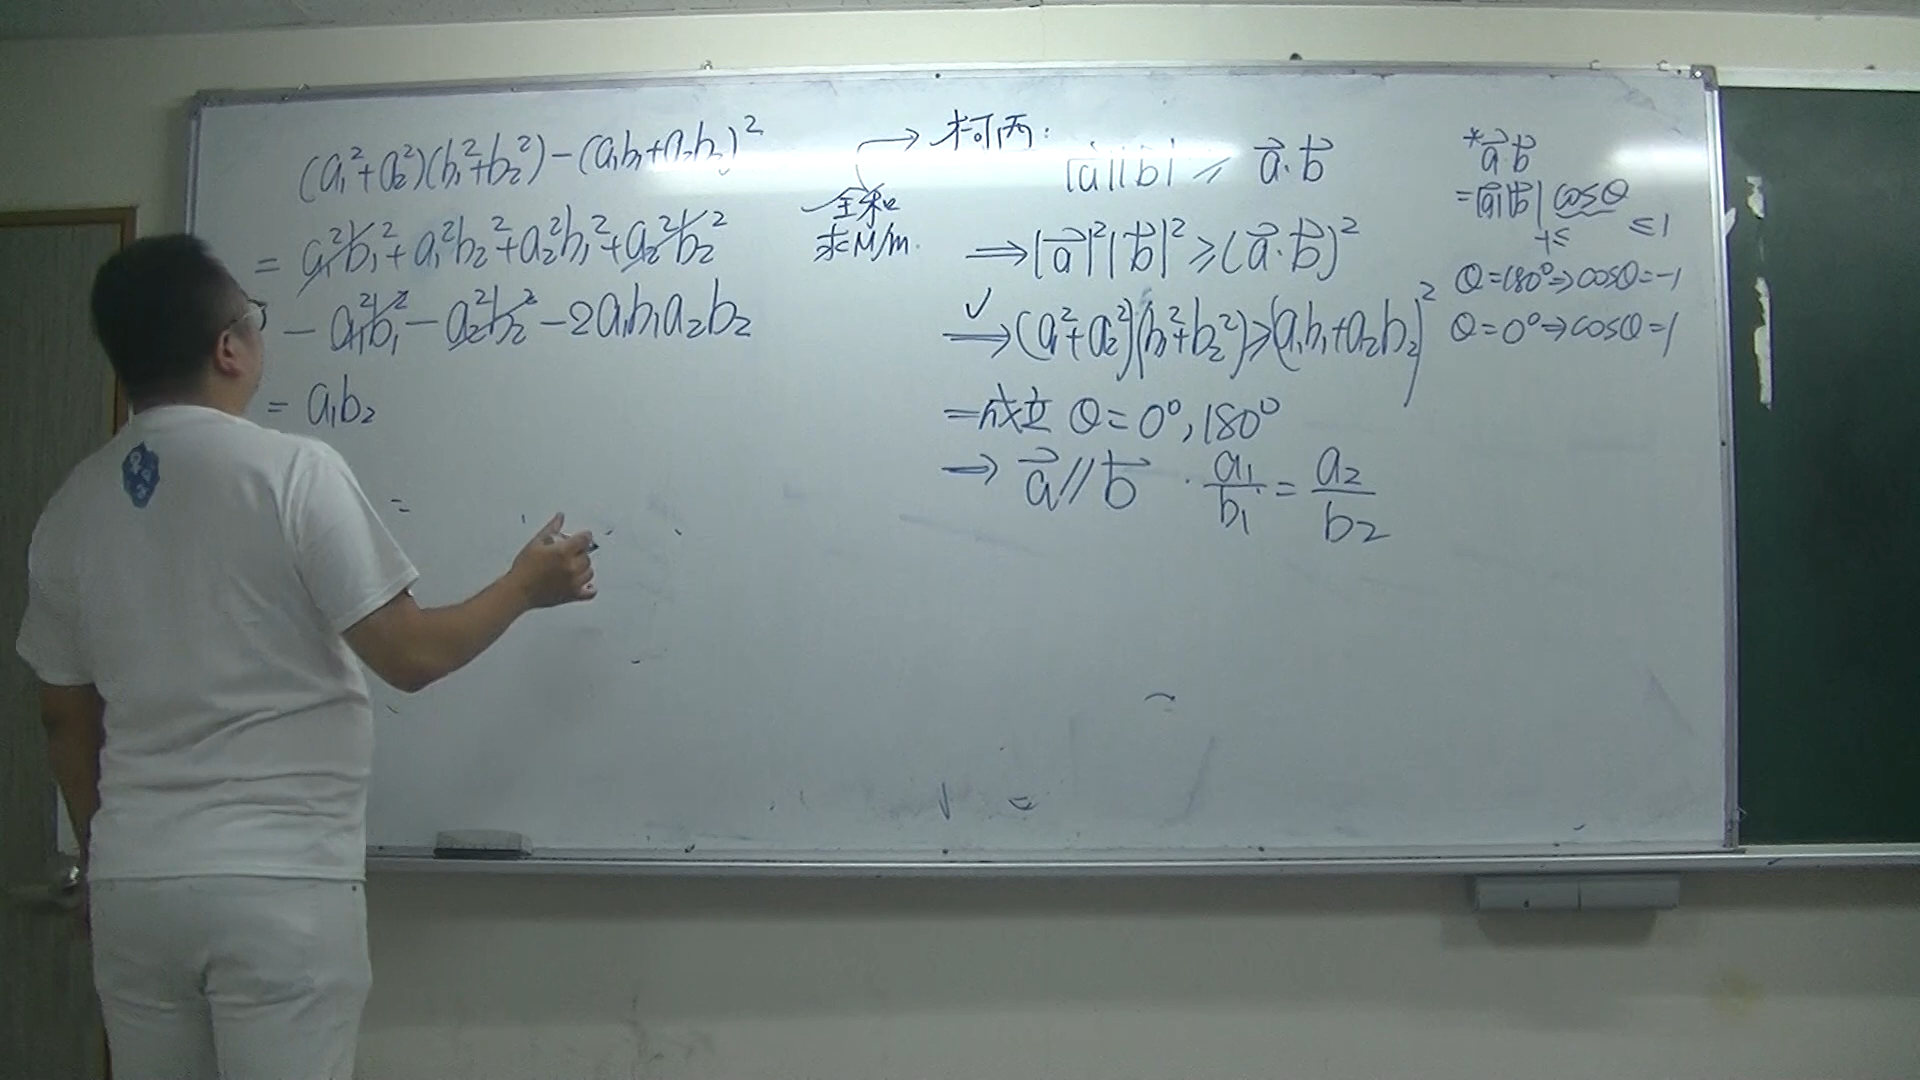 (a₁²+a₂²)(b₁²+b₂²)-(a₁b₁+a₂b₂)²
= a₁²b₁²+a₁²b₂²+a₂²b₁²+a₂²b₂²
- a₁²b₁²-a₂²b₂²-2a₁b₁a₂b₂
= a₁b₂
→ 柯西:
全和
求M/m.
|a⃗||b⃗| ≥ a⃗·b⃗
⇒|a⃗|²|b⃗|²≥(a⃗·b⃗)²
✓
⇒(a₁²+a₂²)(b₁²+b₂²)≥(a₁b₁+a₂b₂)²
=成立 θ=0°,180°
⇒ a⃗//b⃗ · a₁/b₁ = a₂/b₂
*a⃗·b⃗
=|a⃗||b⃗| cosθ
-1≤ ≤1
θ=180°⇒cosθ=-1
θ=0°⇒cosθ=1